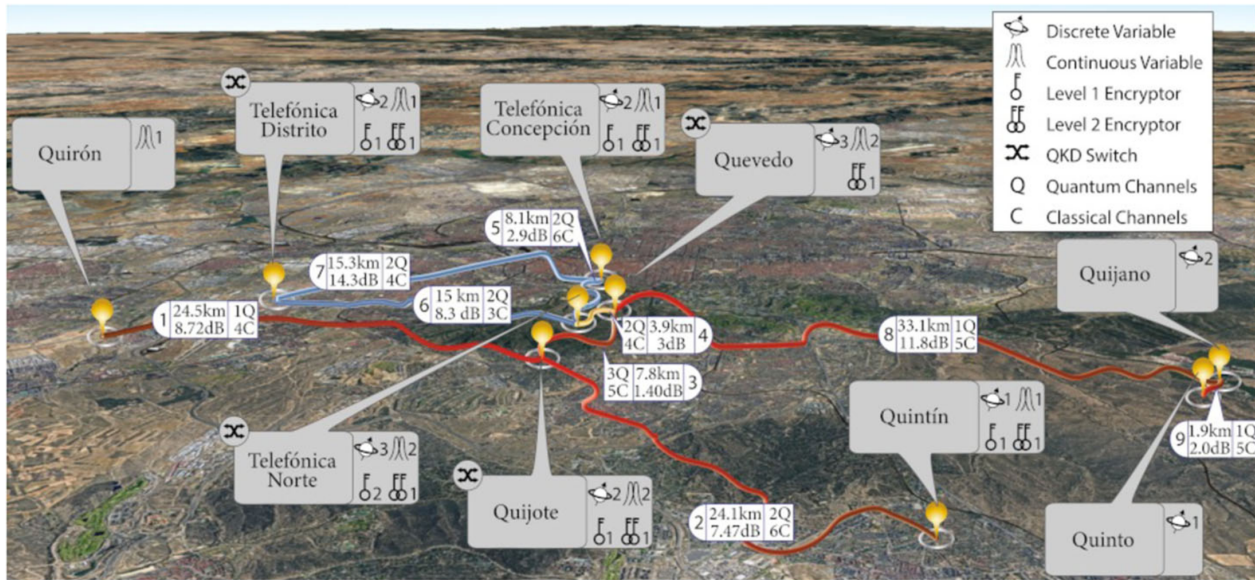 Discrete Variable
Continuous Variable
Level 1 Encryptor
Level 2 Encryptor
QKD Switch
Q Quantum Channels
C Classical Channels
Quirón
1
Telefónica
Distrito
2 1
1 1
Telefónica
Concepción
2 1
1 1
Quevedo
3 2
1
Quijano
2
5 8.1km 2Q
2.9dB 6C
7 15.3km 2Q
14.3dB 4C
6 15 km 2Q
8.3 dB 3C
1 24.5km 1Q
8.72dB 4C
2Q 3.9km 4
4C 3dB
3Q 7.8km 3
5C 1.40dB
8 33.1km 1Q
11.8dB 5C
9 1.9km 1Q
2.0dB 5C
2 24.1km 2Q
7.47dB 6C
Telefónica
Norte
3 2
2 1
Quijote
2 2
1 1
Quintín
1 1
1 1
Quinto
1